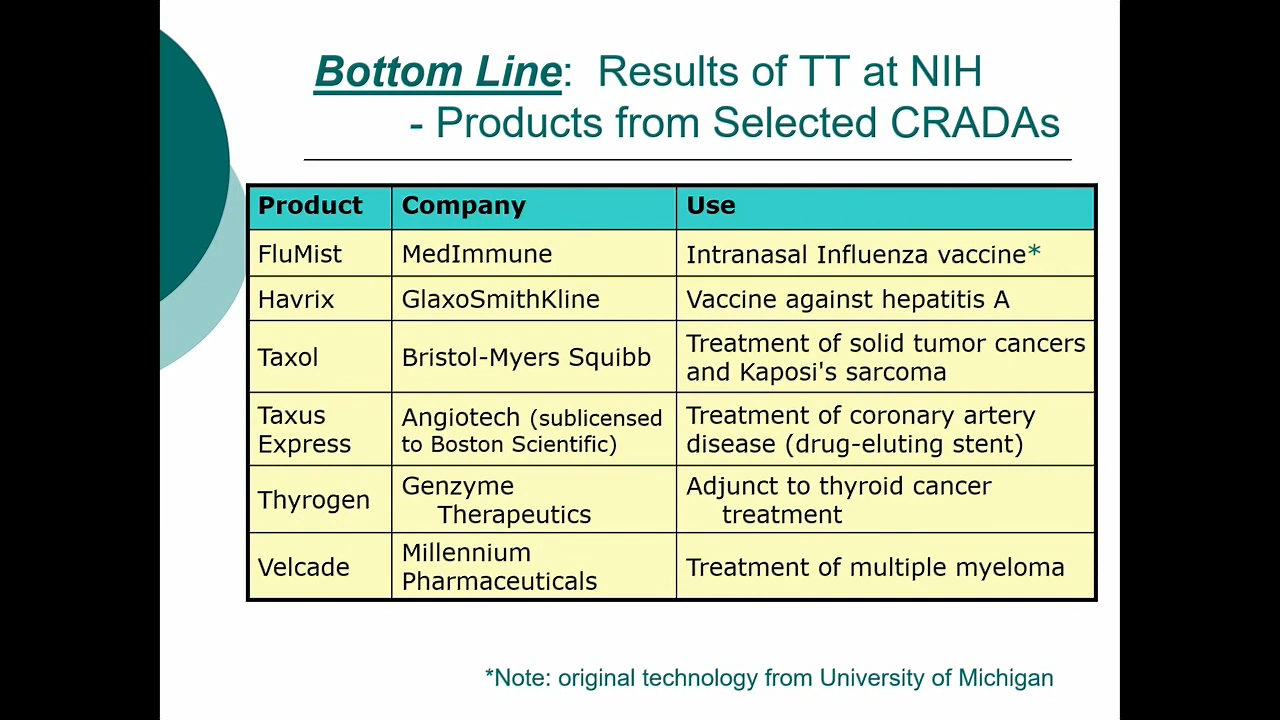 Bottom Line: Results of TT at NIH
- Products from Selected CRADAs
Product Company Use
FluMist MedImmune Intranasal Influenza vaccine*
Havrix GlaxoSmithKline Vaccine against hepatitis A
Taxol Bristol-Myers Squibb Treatment of solid tumor cancers
and Kaposi's sarcoma
Taxus Angiotech (sublicensed Treatment of coronary artery
Express to Boston Scientific) disease (drug-eluting stent)
Thyrogen Genzyme Adjunct to thyroid cancer
Therapeutics treatment
Velcade Millennium Treatment of multiple myeloma
Pharmaceuticals
*Note: original technology from University of Michigan